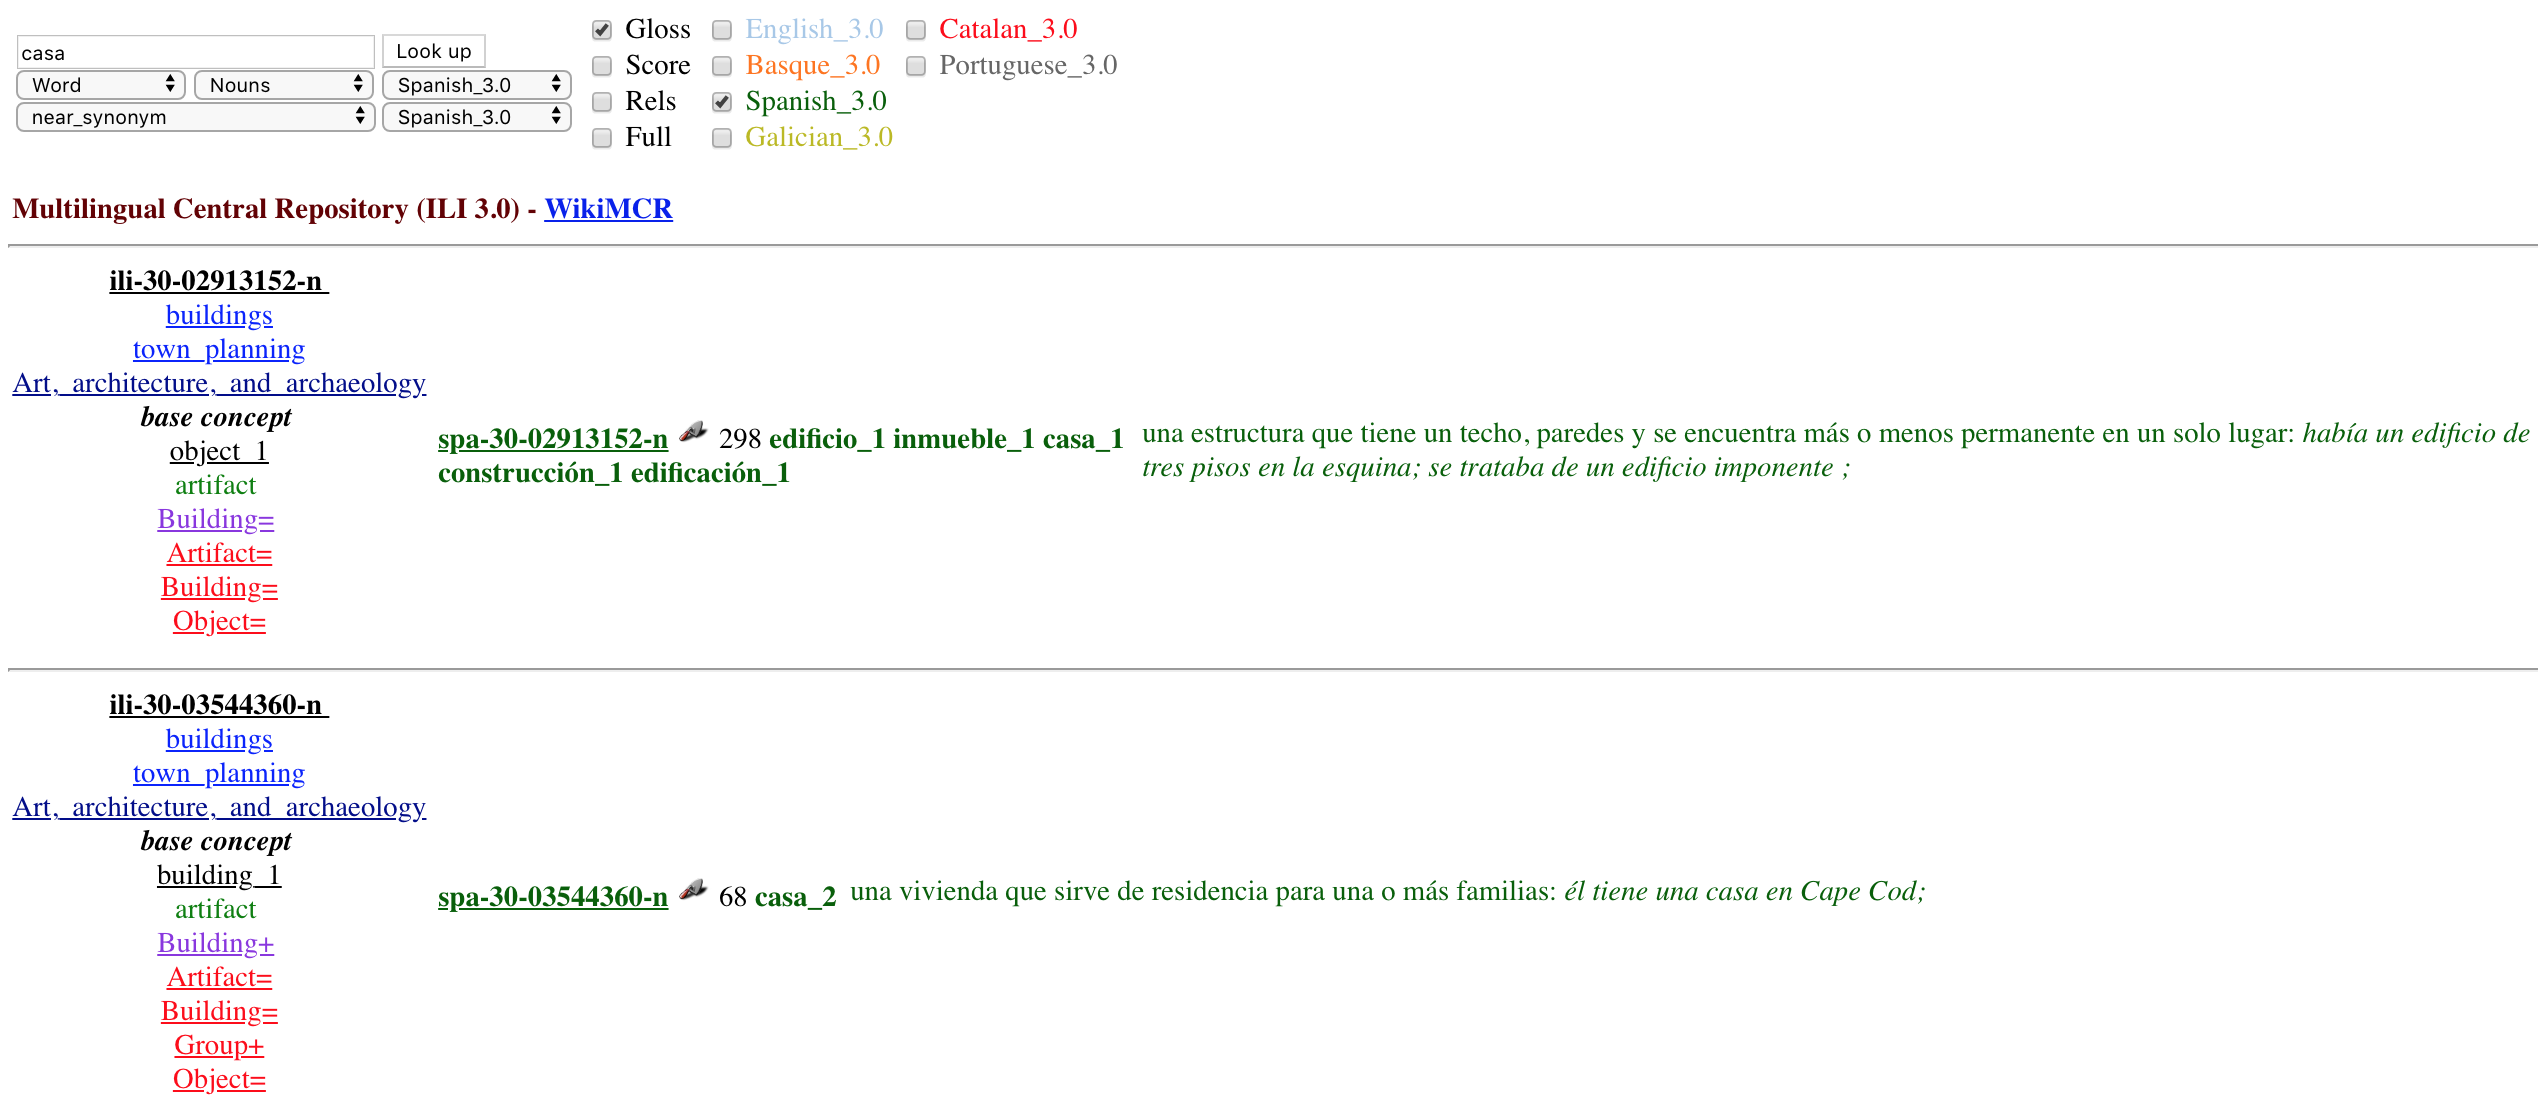 casa
Look up
Word
Nouns
Spanish_3.0
near_synonym
Spanish_3.0
Gloss
English_3.0
Catalan_3.0
Score
Basque_3.0
Portuguese_3.0
Rels
Spanish_3.0
Full
Galician_3.0
Multilingual Central Repository (ILI 3.0) - WikiMCR
ili-30-02913152-n
buildings
town_planning
Art,_architecture,_and_archaeology
base concept
object_1
artifact
Building=
Artifact=
Building=
Object=
spa-30-02913152-n 298 edificio_1 inmueble_1 casa_1
construcción_1 edificación_1
una estructura que tiene un techo, paredes y se encuentra más o menos permanente en un solo lugar: había un edificio de
tres pisos en la esquina; se trataba de un edificio imponente ;
ili-30-03544360-n
buildings
town_planning
Art,_architecture,_and_archaeology
base concept
building_1
artifact
Building+
Artifact=
Building=
Group+
Object=
spa-30-03544360-n 68 casa_2 una vivienda que sirve de residencia para una o más familias: él tiene una casa en Cape Cod;